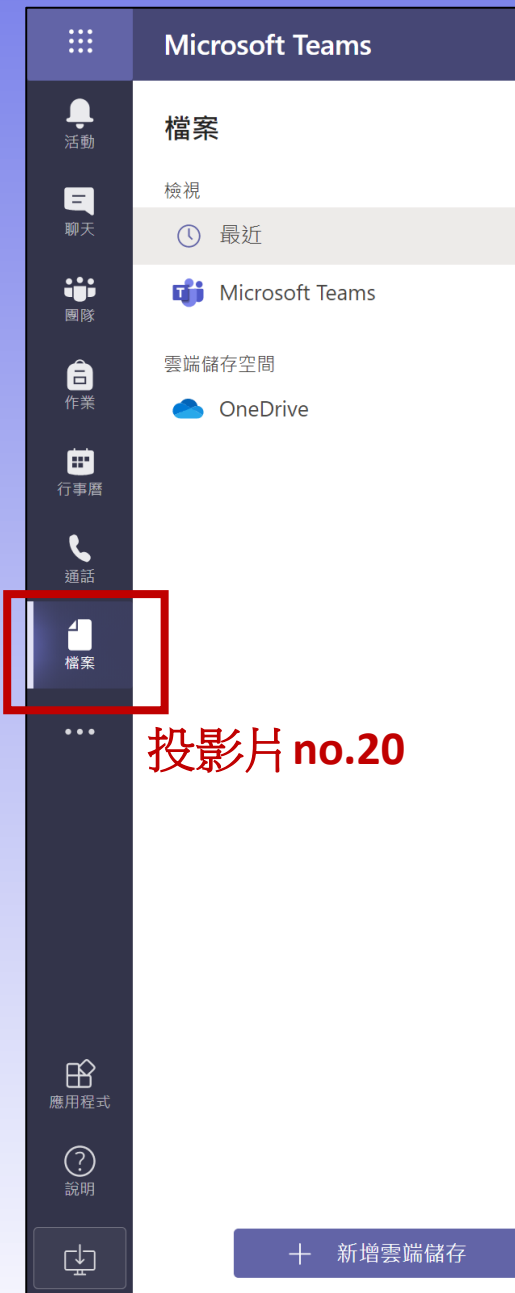 Microsoft Teams
活動
聊天
團隊
作業
行事曆
通話
檔案
應用程式
說明
檔案
檢視
最近
Microsoft Teams
雲端儲存空間
OneDrive
投影片 no.20
新增雲端儲存